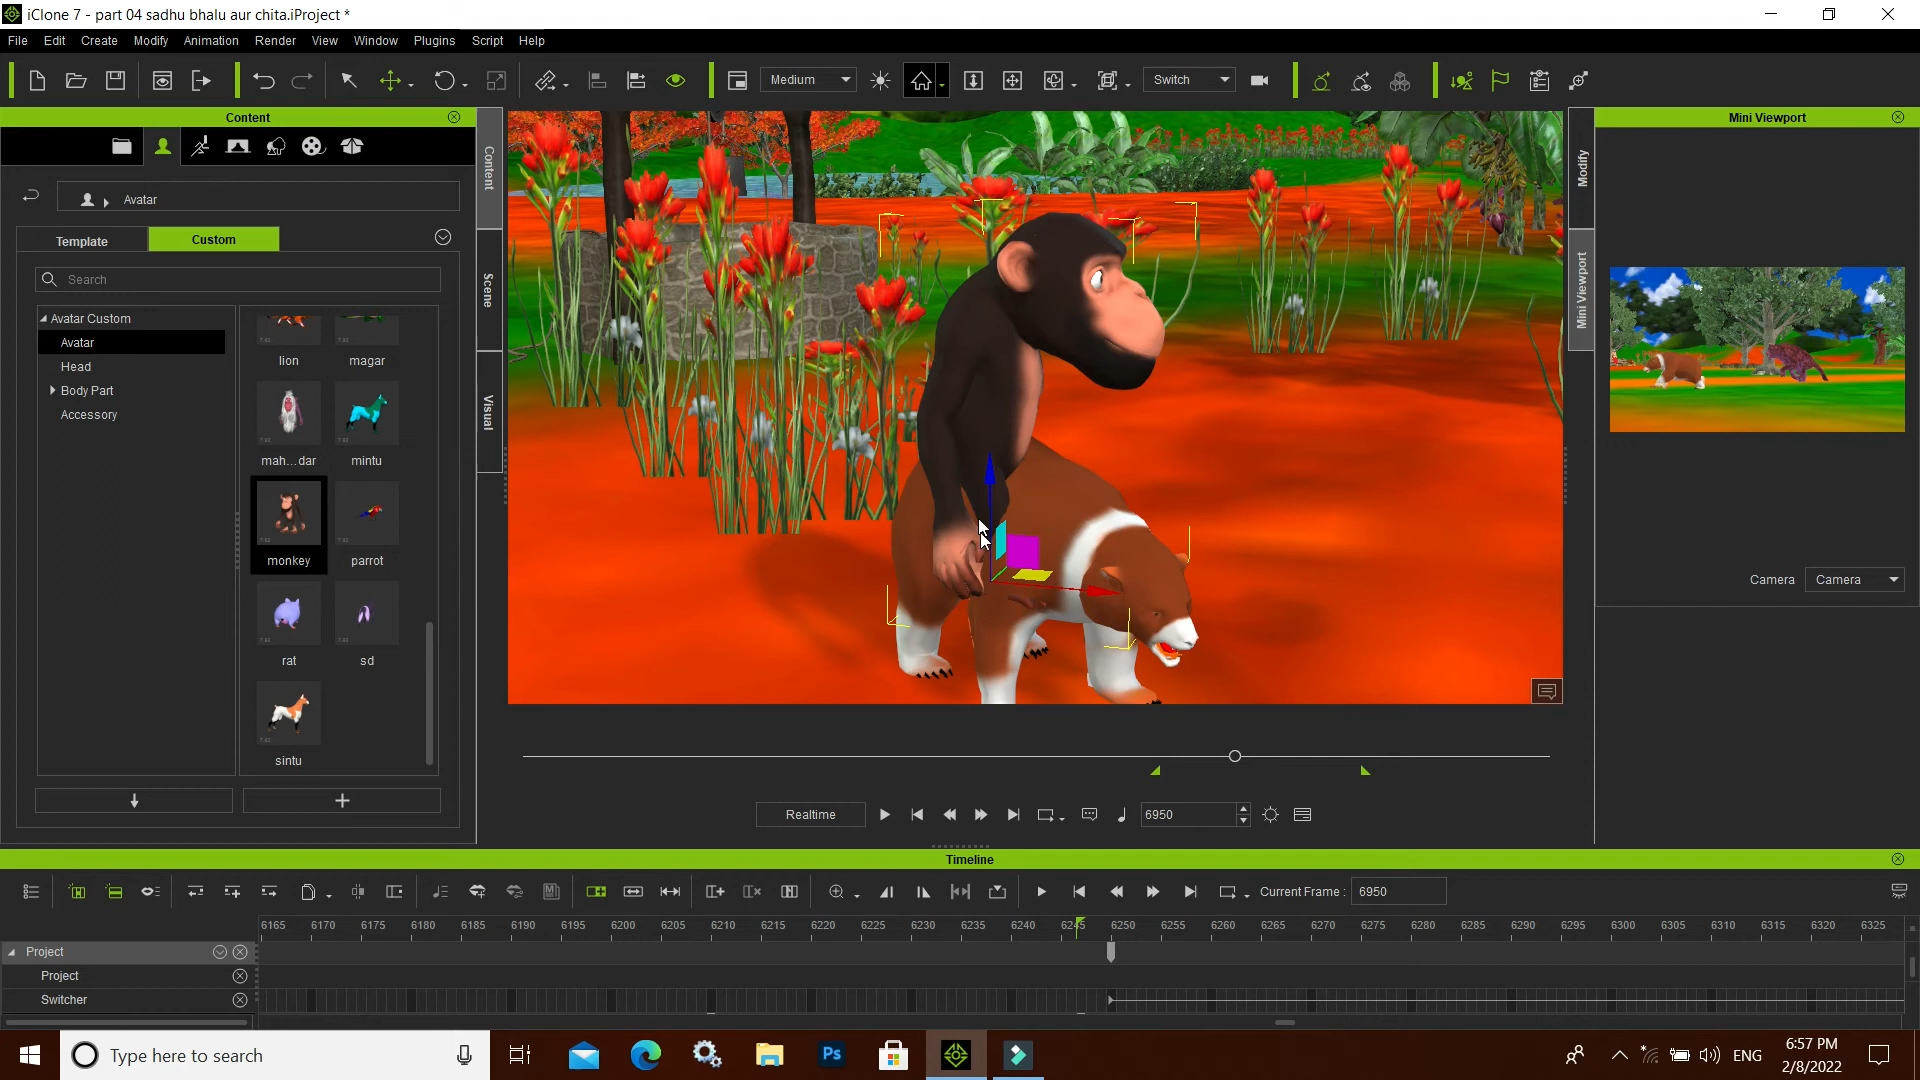 iClone 7 - part 04 sadhu bhalu aur chita.iProject *
File Edit Create Modify Animation Render View Window Plugins Script Help
Medium
Switch
Content
Mini Viewport
Avatar
Template
Custom
Search
Avatar Custom
Avatar
Head
Body Part
Accessory
lion
magar
mah...dar
mintu
monkey
parrot
rat
sd
sintu
Content
Scene
Visual
Modify
Mini Viewport
Camera
Camera
Realtime
6950
Timeline
Current Frame :
6950
6165 6170 6175 6180 6185 6190 6195 6200 6205 6210 6215 6220 6225 6230 6235 6240 6245 6250 6255 6260 6265 6270 6275 6280 6285 6290 6295 6300 6305 6310 6315 6320 6325
Project
Project
Switcher
Type here to search
Ps
ENG
6:57 PM
2/8/2022